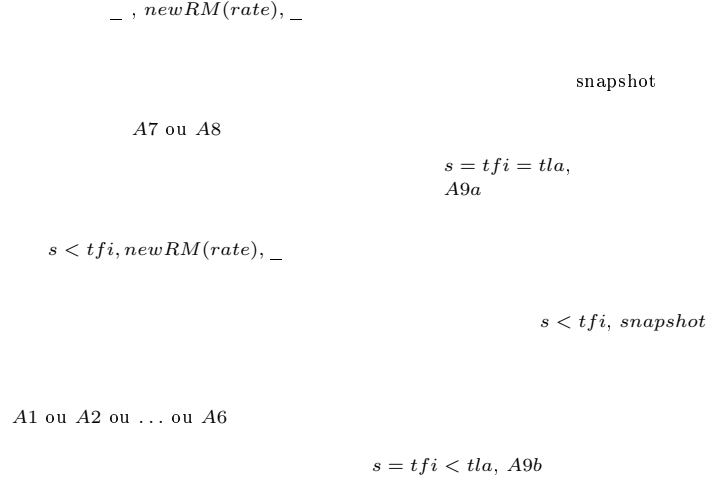 _ , newRM(rate), _
snapshot
A7 ou A8
s = tfi = tla,
A9a
s < tfi, newRM(rate), _
s < tfi, snapshot
A1 ou A2 ou ... ou A6
s = tfi < tla, A9b